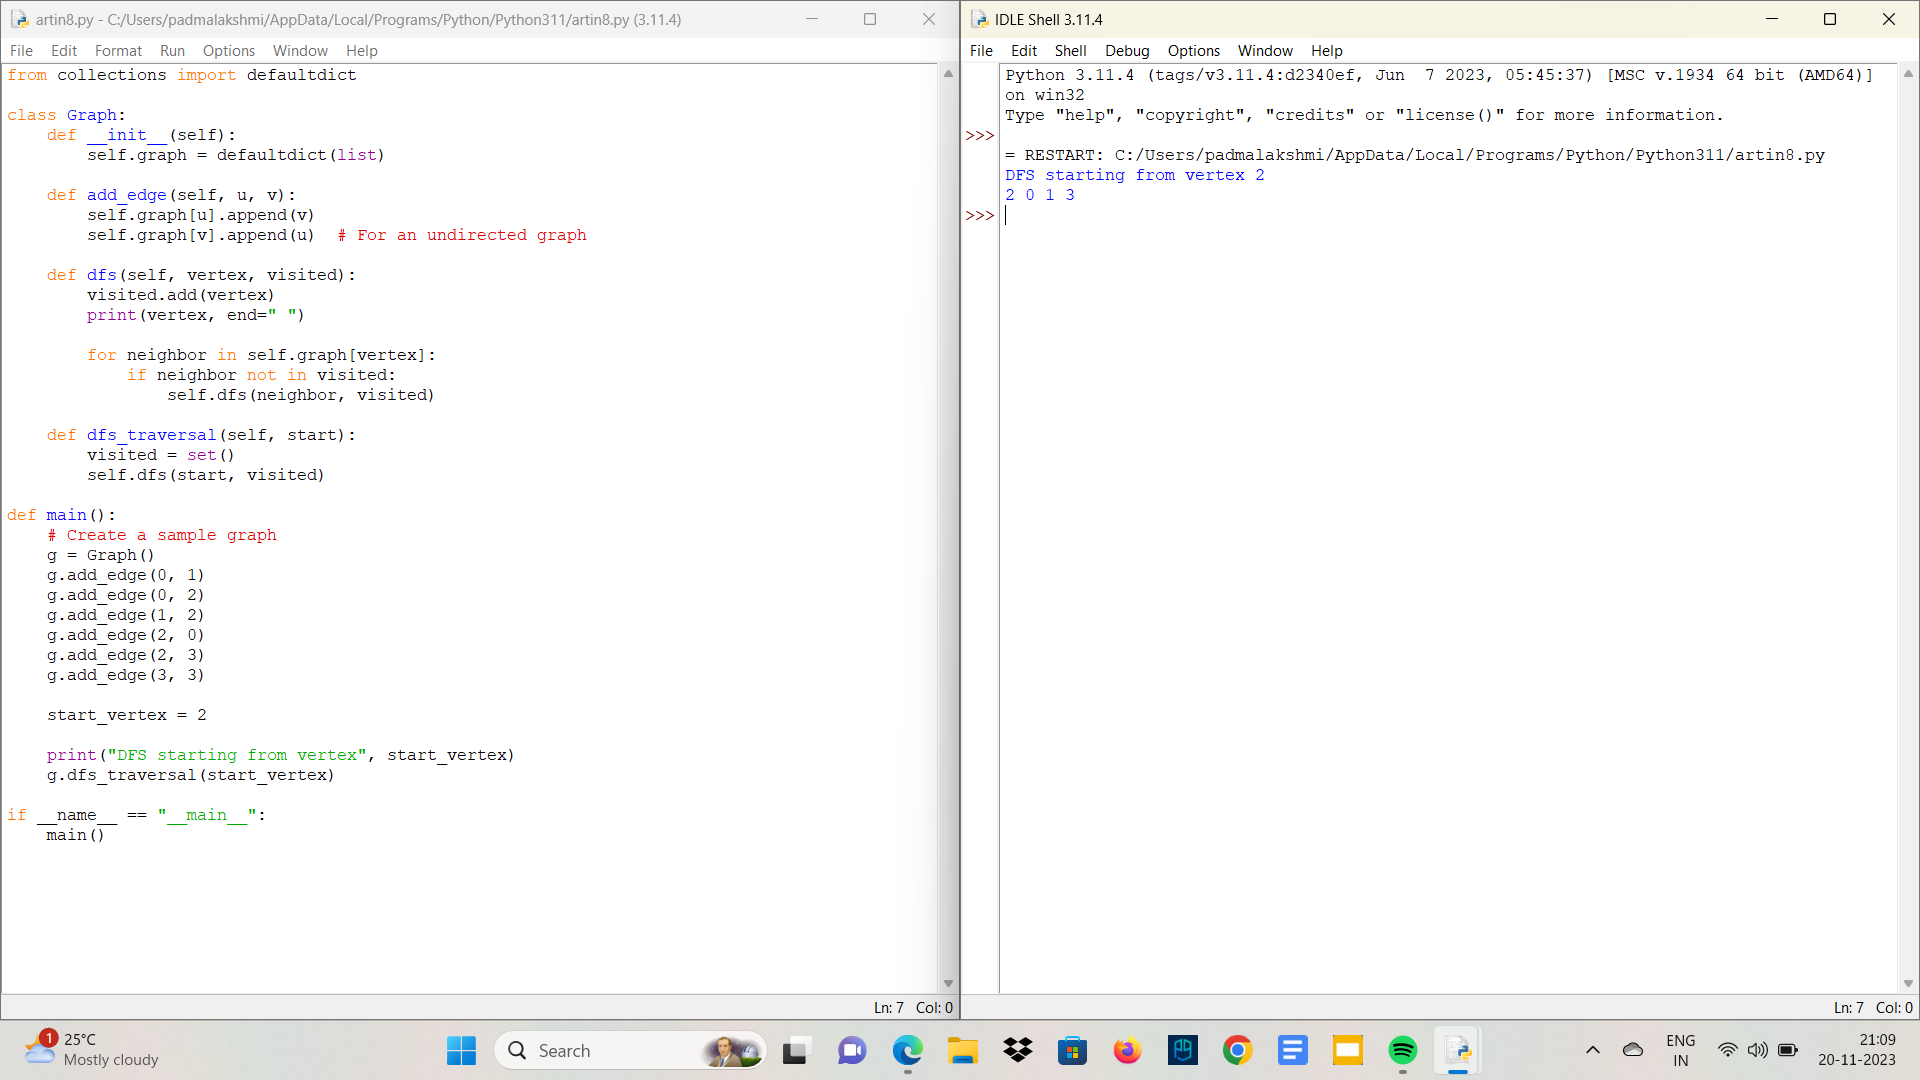 artin8.py - C:/Users/padmalakshmi/AppData/Local/Programs/Python/Python311/artin8.py (3.11.4)
File Edit Format Run Options Window Help
from collections import defaultdict
class Graph:
    def __init__(self):
        self.graph = defaultdict(list)
    def add_edge(self, u, v):
        self.graph[u].append(v)
        self.graph[v].append(u)  # For an undirected graph
    def dfs(self, vertex, visited):
        visited.add(vertex)
        print(vertex, end=" ")
        for neighbor in self.graph[vertex]:
            if neighbor not in visited:
                self.dfs(neighbor, visited)
    def dfs_traversal(self, start):
        visited = set()
        self.dfs(start, visited)
def main():
    # Create a sample graph
    g = Graph()
    g.add_edge(0, 1)
    g.add_edge(0, 2)
    g.add_edge(1, 2)
    g.add_edge(2, 0)
    g.add_edge(2, 3)
    g.add_edge(3, 3)
    start_vertex = 2
    print("DFS starting from vertex", start_vertex)
    g.dfs_traversal(start_vertex)
if __name__ == "__main__":
    main()
Ln: 7 Col: 0
IDLE Shell 3.11.4
File Edit Shell Debug Options Window Help
Python 3.11.4 (tags/v3.11.4:d2340ef, Jun  7 2023, 05:45:37) [MSC v.1934 64 bit (AMD64)]
on win32
Type "help", "copyright", "credits" or "license()" for more information.
>>>
= RESTART: C:/Users/padmalakshmi/AppData/Local/Programs/Python/Python311/artin8.py
DFS starting from vertex 2
2 0 1 3
>>>
Ln: 7 Col: 0
1
25°C
Mostly cloudy
Search
ENG
IN
21:09
20-11-2023